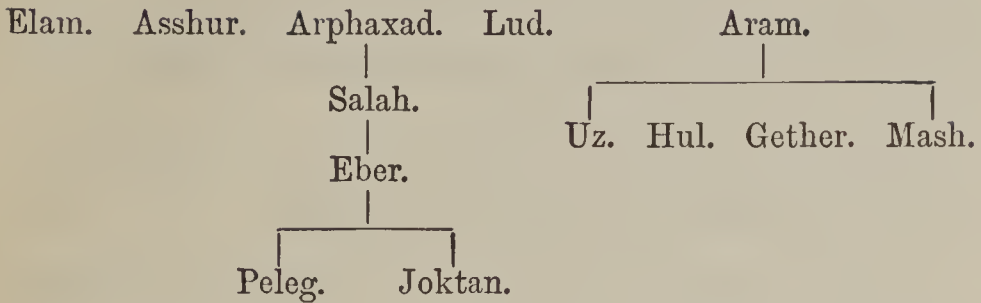 Elam. Asshur. Arphaxad. Lud. Aram.
Salah.
Uz. Hul. Gether. Mash.
Eber.
Peleg. Joktan.